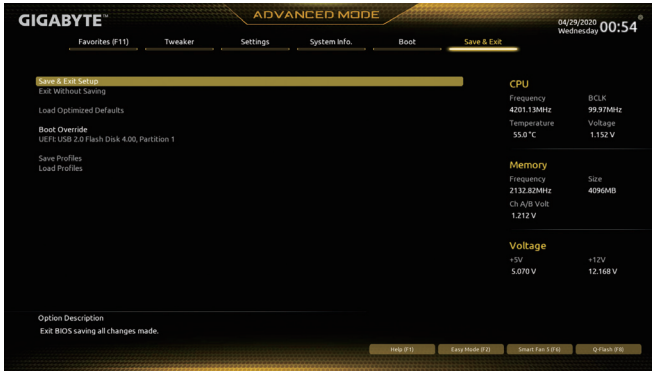 GIGABYTE™
ADVANCED MODE
04/29/2020
Wednesday 00:54
Favorites (F11) Tweaker Settings System Info. Boot Save & Exit
Save & Exit Setup
Exit Without Saving
Load Optimized Defaults
Boot Override
UEFI: USB 2.0 Flash Disk 4.00, Partition 1
Save Profiles
Load Profiles
CPU
Frequency BCLK
4201.13MHz 99.97MHz
Temperature Voltage
55.0 °C 1.152 V
Memory
Frequency Size
2132.82MHz 4096MB
Ch A/B Volt
1.212 V
Voltage
+5V +12V
5.070 V 12.168 V
Option Description
Exit BIOS saving all changes made.
Help (F1) Easy Mode (F2) Smart Fan 5 (F6) Q-Flash (F8)